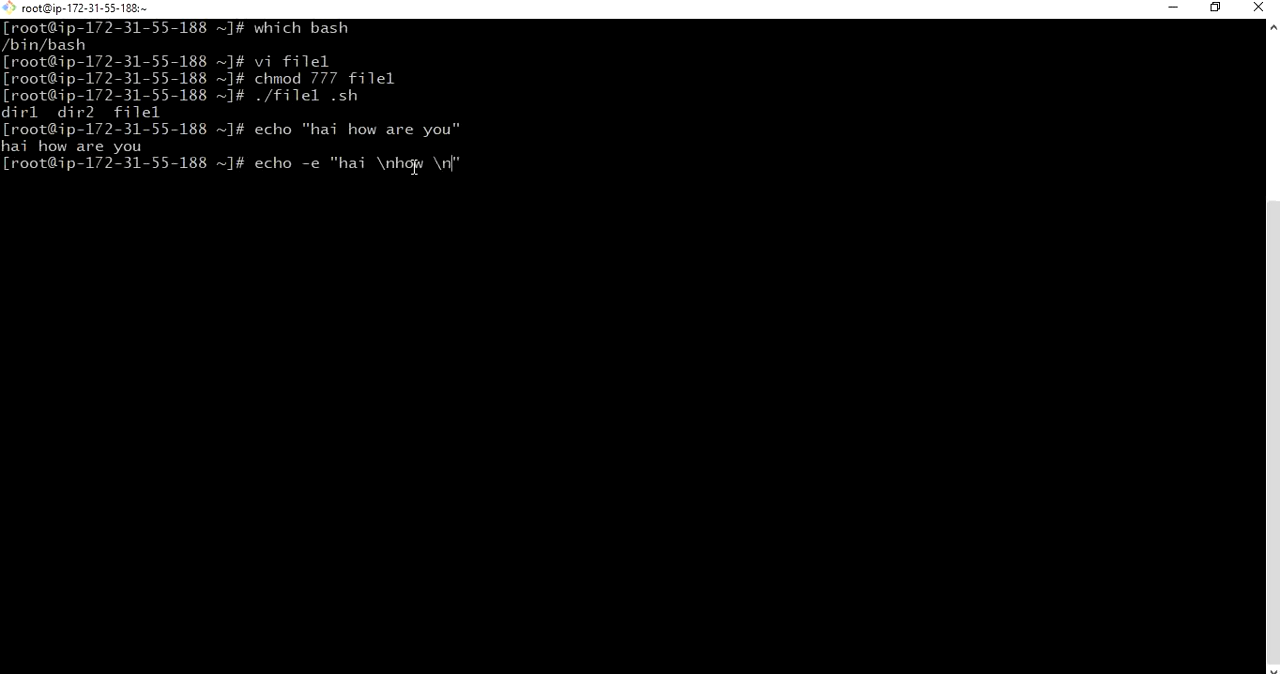 root@ip-172-31-55-188:~
[root@ip-172-31-55-188 ~]# which bash
/bin/bash
[root@ip-172-31-55-188 ~]# vi file1
[root@ip-172-31-55-188 ~]# chmod 777 file1
[root@ip-172-31-55-188 ~]# ./file1 .sh
dir1  dir2  file1
[root@ip-172-31-55-188 ~]# echo "hai how are you"
hai how are you
[root@ip-172-31-55-188 ~]# echo -e "hai \nhow \n"